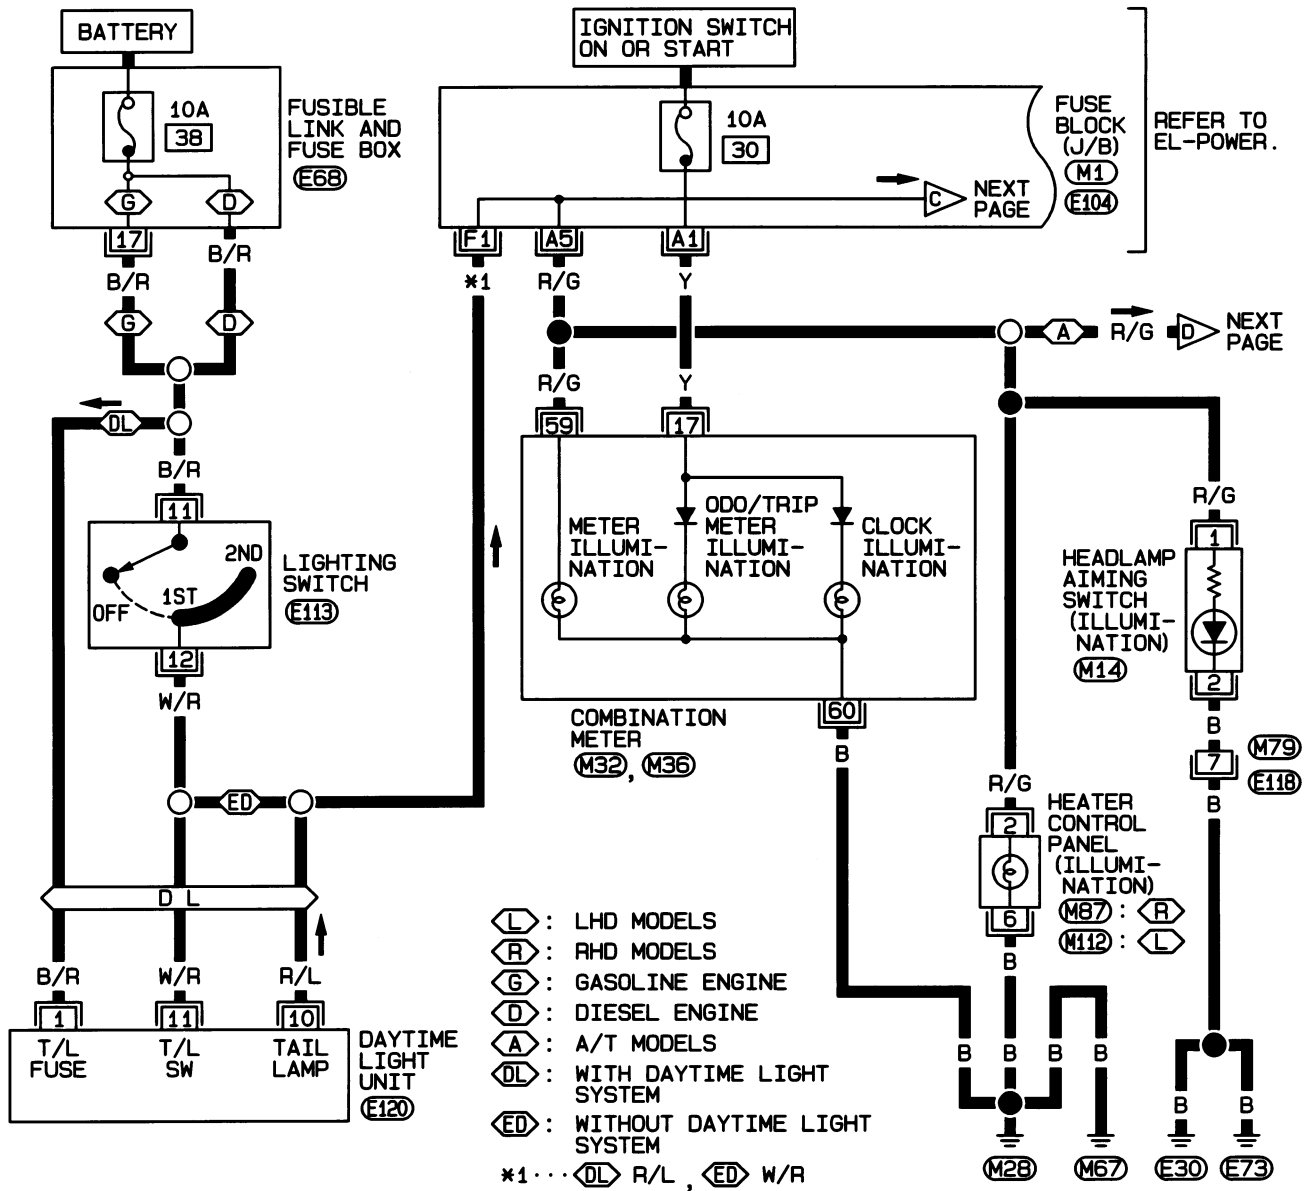 BATTERY
IGNITION SWITCH
ON OR START
10A
38
FUSIBLE
LINK AND
FUSE BOX
E68
G
D
17
B/R
B/R
G
D
10A
30
FUSE
BLOCK
(J/B)
M1
E104
REFER TO
EL-POWER.
C
NEXT
PAGE
F1
A5
A1
*1
R/G
Y
A
R/G
D
NEXT
PAGE
R/G
Y
DL
B/R
11
2ND
1ST
OFF
LIGHTING
SWITCH
E113
12
W/R
59
17
METER
ILLUMI-
NATION
ODO/TRIP
METER
ILLUMI-
NATION
CLOCK
ILLUMI-
NATION
60
B
COMBINATION
METER
M32, M36
R/G
1
HEADLAMP
AIMING
SWITCH
(ILLUMI-
NATION)
M14
2
B
7
M79
E118
B
ED
R/G
2
HEATER
CONTROL
PANEL
(ILLUMI-
NATION)
M87 : R
M112 : L
6
B
DL
B/R
W/R
R/L
1
11
10
T/L
FUSE
T/L
SW
TAIL
LAMP
DAYTIME
LIGHT
UNIT
E120
L : LHD MODELS
R : RHD MODELS
G : GASOLINE ENGINE
D : DIESEL ENGINE
A : A/T MODELS
DL : WITH DAYTIME LIGHT
SYSTEM
ED : WITHOUT DAYTIME LIGHT
SYSTEM
*1··· DL R/L , ED W/R
B
B
B
B
M28
M67
B
B
E30
E73